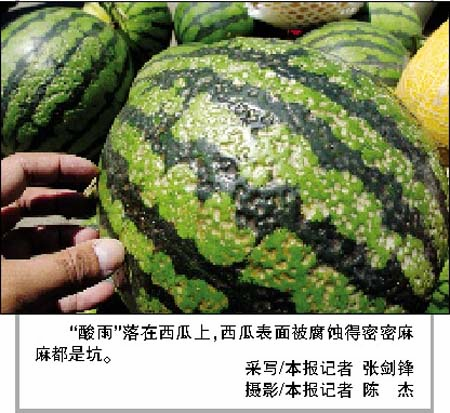 “酸雨”落在西瓜上,西瓜表面被腐蚀得密密麻
麻都是坑。
采写/本报记者 张剑锋
摄影/本报记者 陈 杰